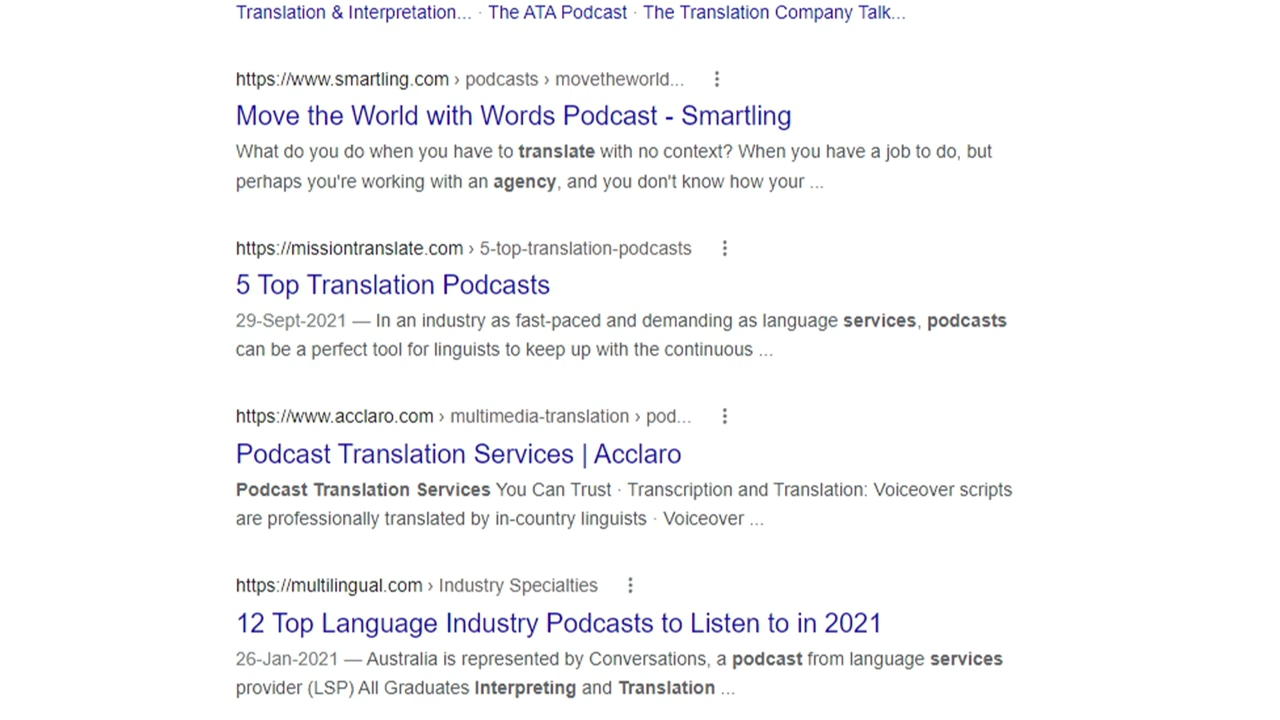 Translation & Interpretation... · The ATA Podcast · The Translation Company Talk...
https://www.smartling.com › podcasts › movetheworld...
Move the World with Words Podcast - Smartling
What do you do when you have to translate with no context? When you have a job to do, but
perhaps you're working with an agency, and you don't know how your ...
https://missiontranslate.com › 5-top-translation-podcasts
5 Top Translation Podcasts
29-Sept-2021 — In an industry as fast-paced and demanding as language services, podcasts
can be a perfect tool for linguists to keep up with the continuous ...
https://www.acclaro.com › multimedia-translation › pod...
Podcast Translation Services | Acclaro
Podcast Translation Services You Can Trust · Transcription and Translation: Voiceover scripts
are professionally translated by in-country linguists · Voiceover ...
https://multilingual.com › Industry Specialties
12 Top Language Industry Podcasts to Listen to in 2021
26-Jan-2021 — Australia is represented by Conversations, a podcast from language services
provider (LSP) All Graduates Interpreting and Translation ...